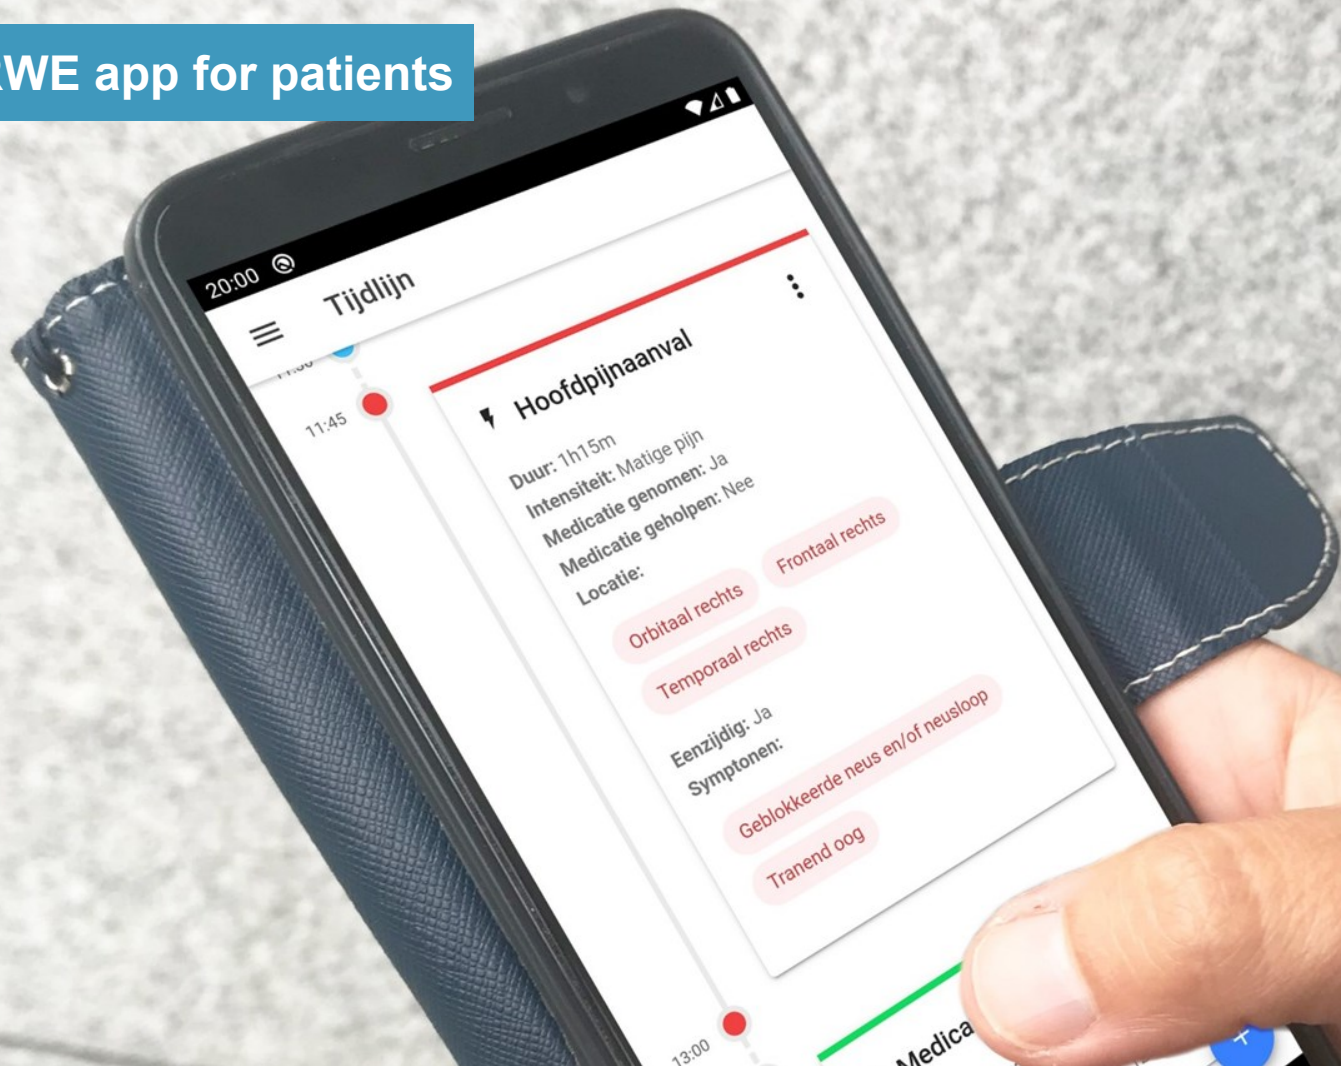 RWE app for patients
20:00
Tijdlijn
11:45
Hoofdpijnaanval
Duur: 1h15m
Intensiteit: Matige pijn
Medicatie genomen: Ja
Medicatie geholpen: Nee
Locatie:
Orbitaal rechts
Frontaal rechts
Temporaal rechts
Eenzijdig: Ja
Symptonen:
Geblokkeerde neus en/of neusloop
Tranend oog
13:00
Medica